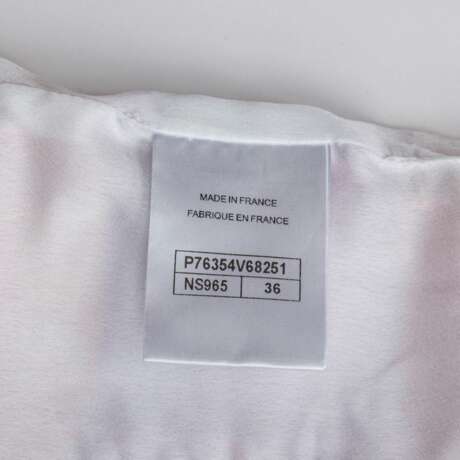 MADE IN FRANCE
FABRIQUE EN FRANCE
P76354V68251
NS965 36